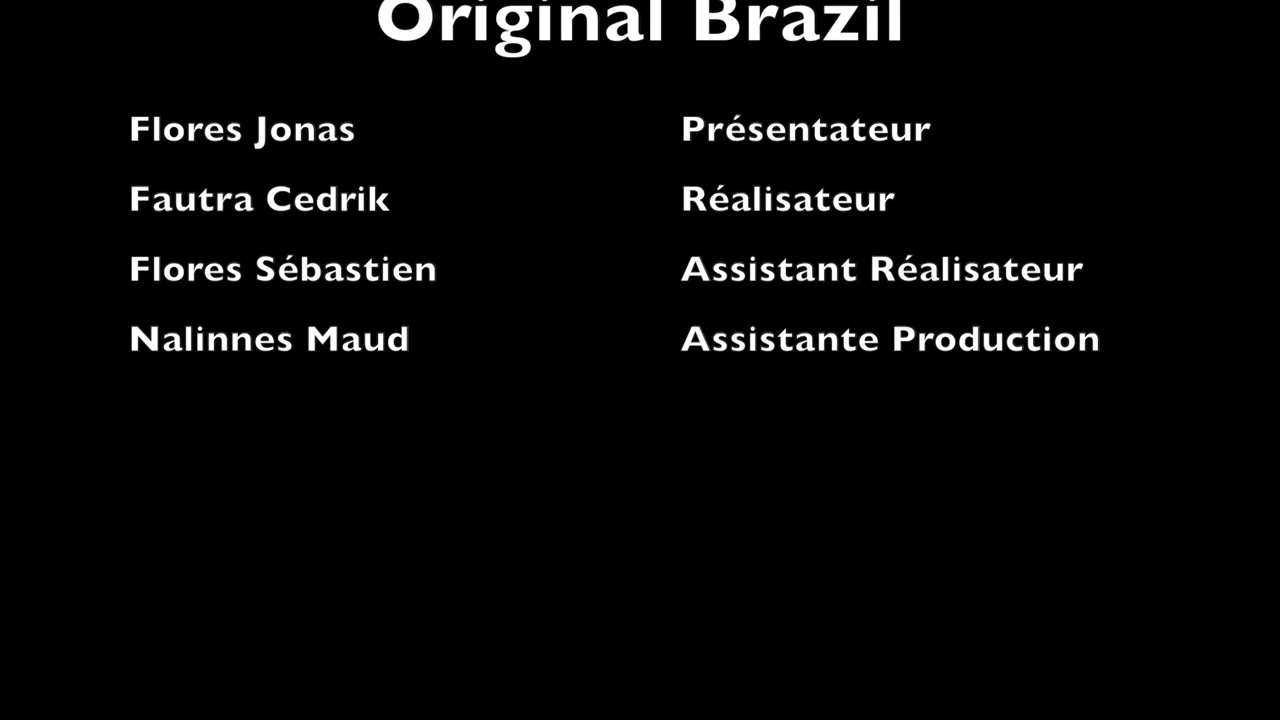 Original Brazil
Flores Jonas Présentateur
Fautra Cedrik Réalisateur
Flores Sébastien Assistant Réalisateur
Nalinnes Maud Assistante Production